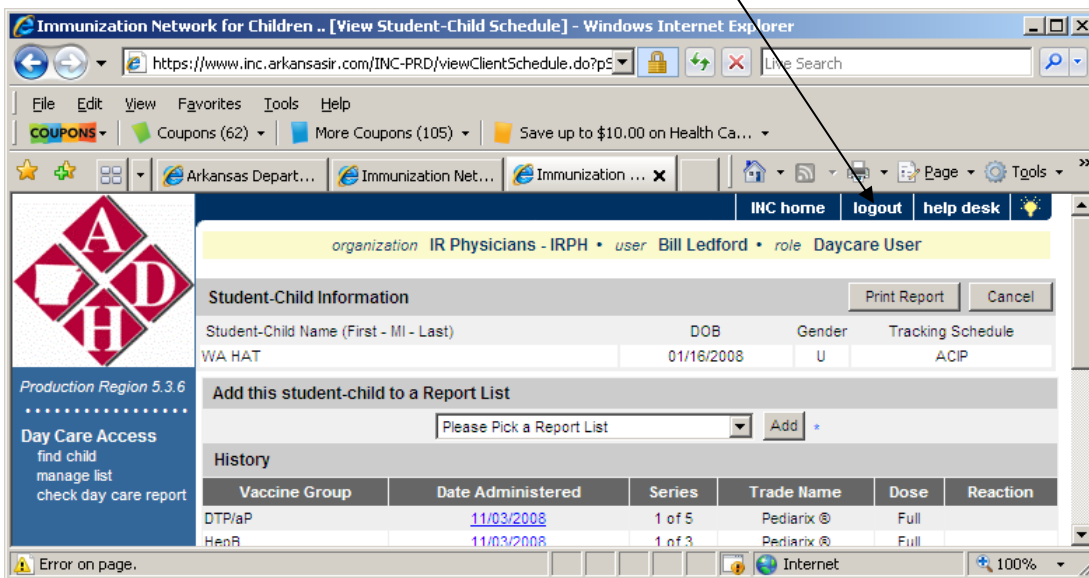 Immunization Network for Children .. [View Student-Child Schedule] - Windows Internet Explorer
https://www.inc.arkansasir.com/INC-PRD/viewClientSchedule.do?pS
Live Search
File Edit View Favorites Tools Help
COUPONS Coupons (62) More Coupons (105) Save up to $10.00 on Health Ca...
Arkansas Depart... Immunization Net... Immunization ... Page Tools »
INC home logout help desk
ADH
organization IR Physicians - IRPH • user Bill Ledford • role Daycare User
Student-Child Information Print Report Cancel
Student-Child Name (First - MI - Last) DOB Gender Tracking Schedule
WA HAT 01/16/2008 U ACIP
Production Region 5.3.6
Add this student-child to a Report List
Day Care Access
find child
manage list
check day care report
Please Pick a Report List Add *
History
Vaccine Group Date Administered Series Trade Name Dose Reaction
DTP/aP 11/03/2008 1 of 5 Pediarix ® Full
HepB 11/03/2008 1 of 3 Pediarix ® Full
Error on page. Internet 100%